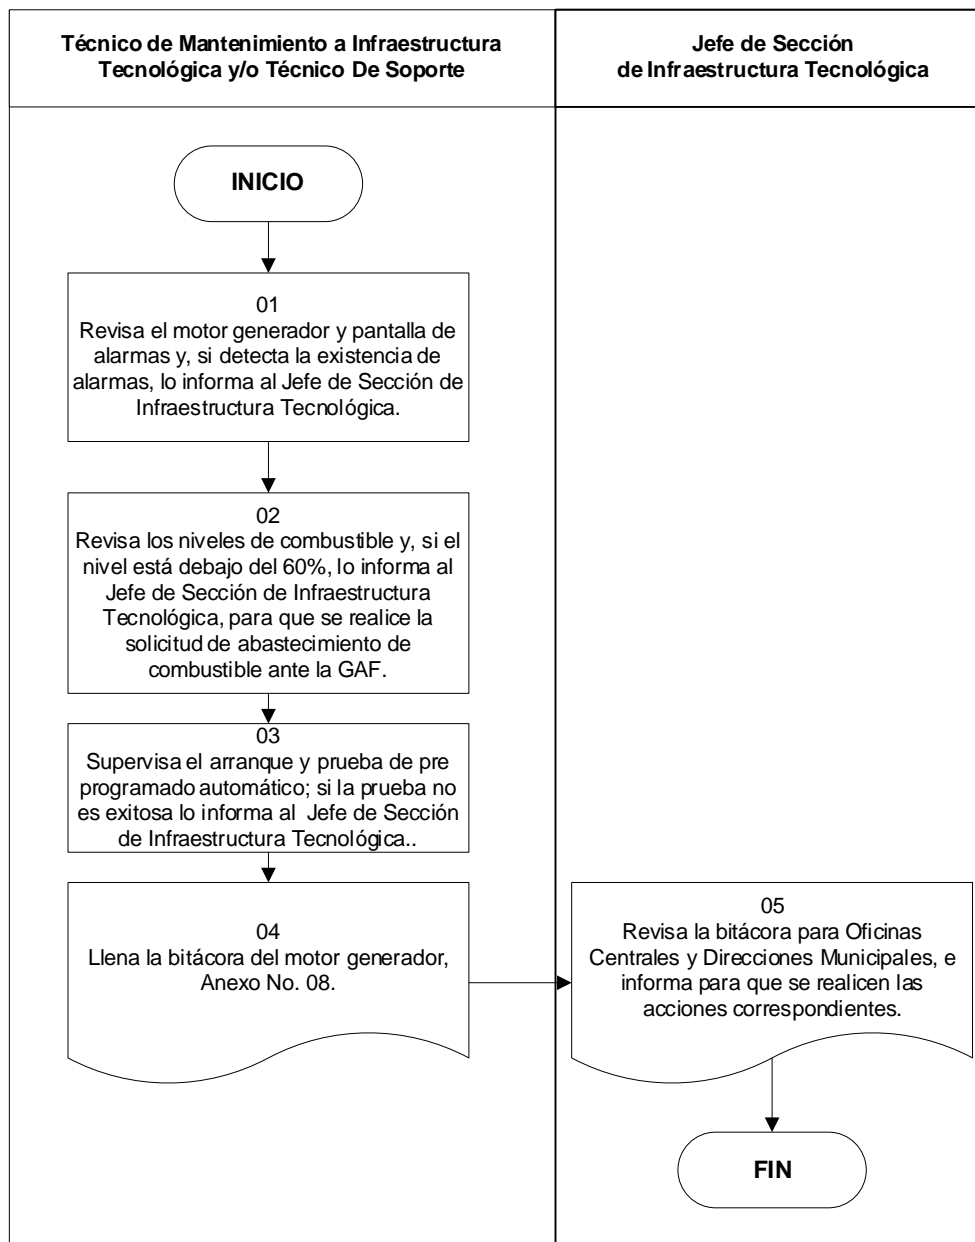 Técnico de Mantenimiento a Infraestructura
Tecnológica y/o Técnico De Soporte
Jefe de Sección
de Infraestructura Tecnológica
INICIO
01
Revisa el motor generador y pantalla de
alarmas y, si detecta la existencia de
alarmas, lo informa al Jefe de Sección de
Infraestructura Tecnológica.
02
Revisa los niveles de combustible y, si el
nivel está debajo del 60%, lo informa al
Jefe de Sección de Infraestructura
Tecnológica, para que se realice la
solicitud de abastecimiento de
combustible ante la GAF.
03
Supervisa el arranque y prueba de pre
programado automático; si la prueba no
es exitosa lo informa al Jefe de Sección
de Infraestructura Tecnológica..
04
Llena la bitácora del motor generador,
Anexo No. 08.
05
Revisa la bitácora para Oficinas
Centrales y Direcciones Municipales, e
informa para que se realicen las
acciones correspondientes.
FIN